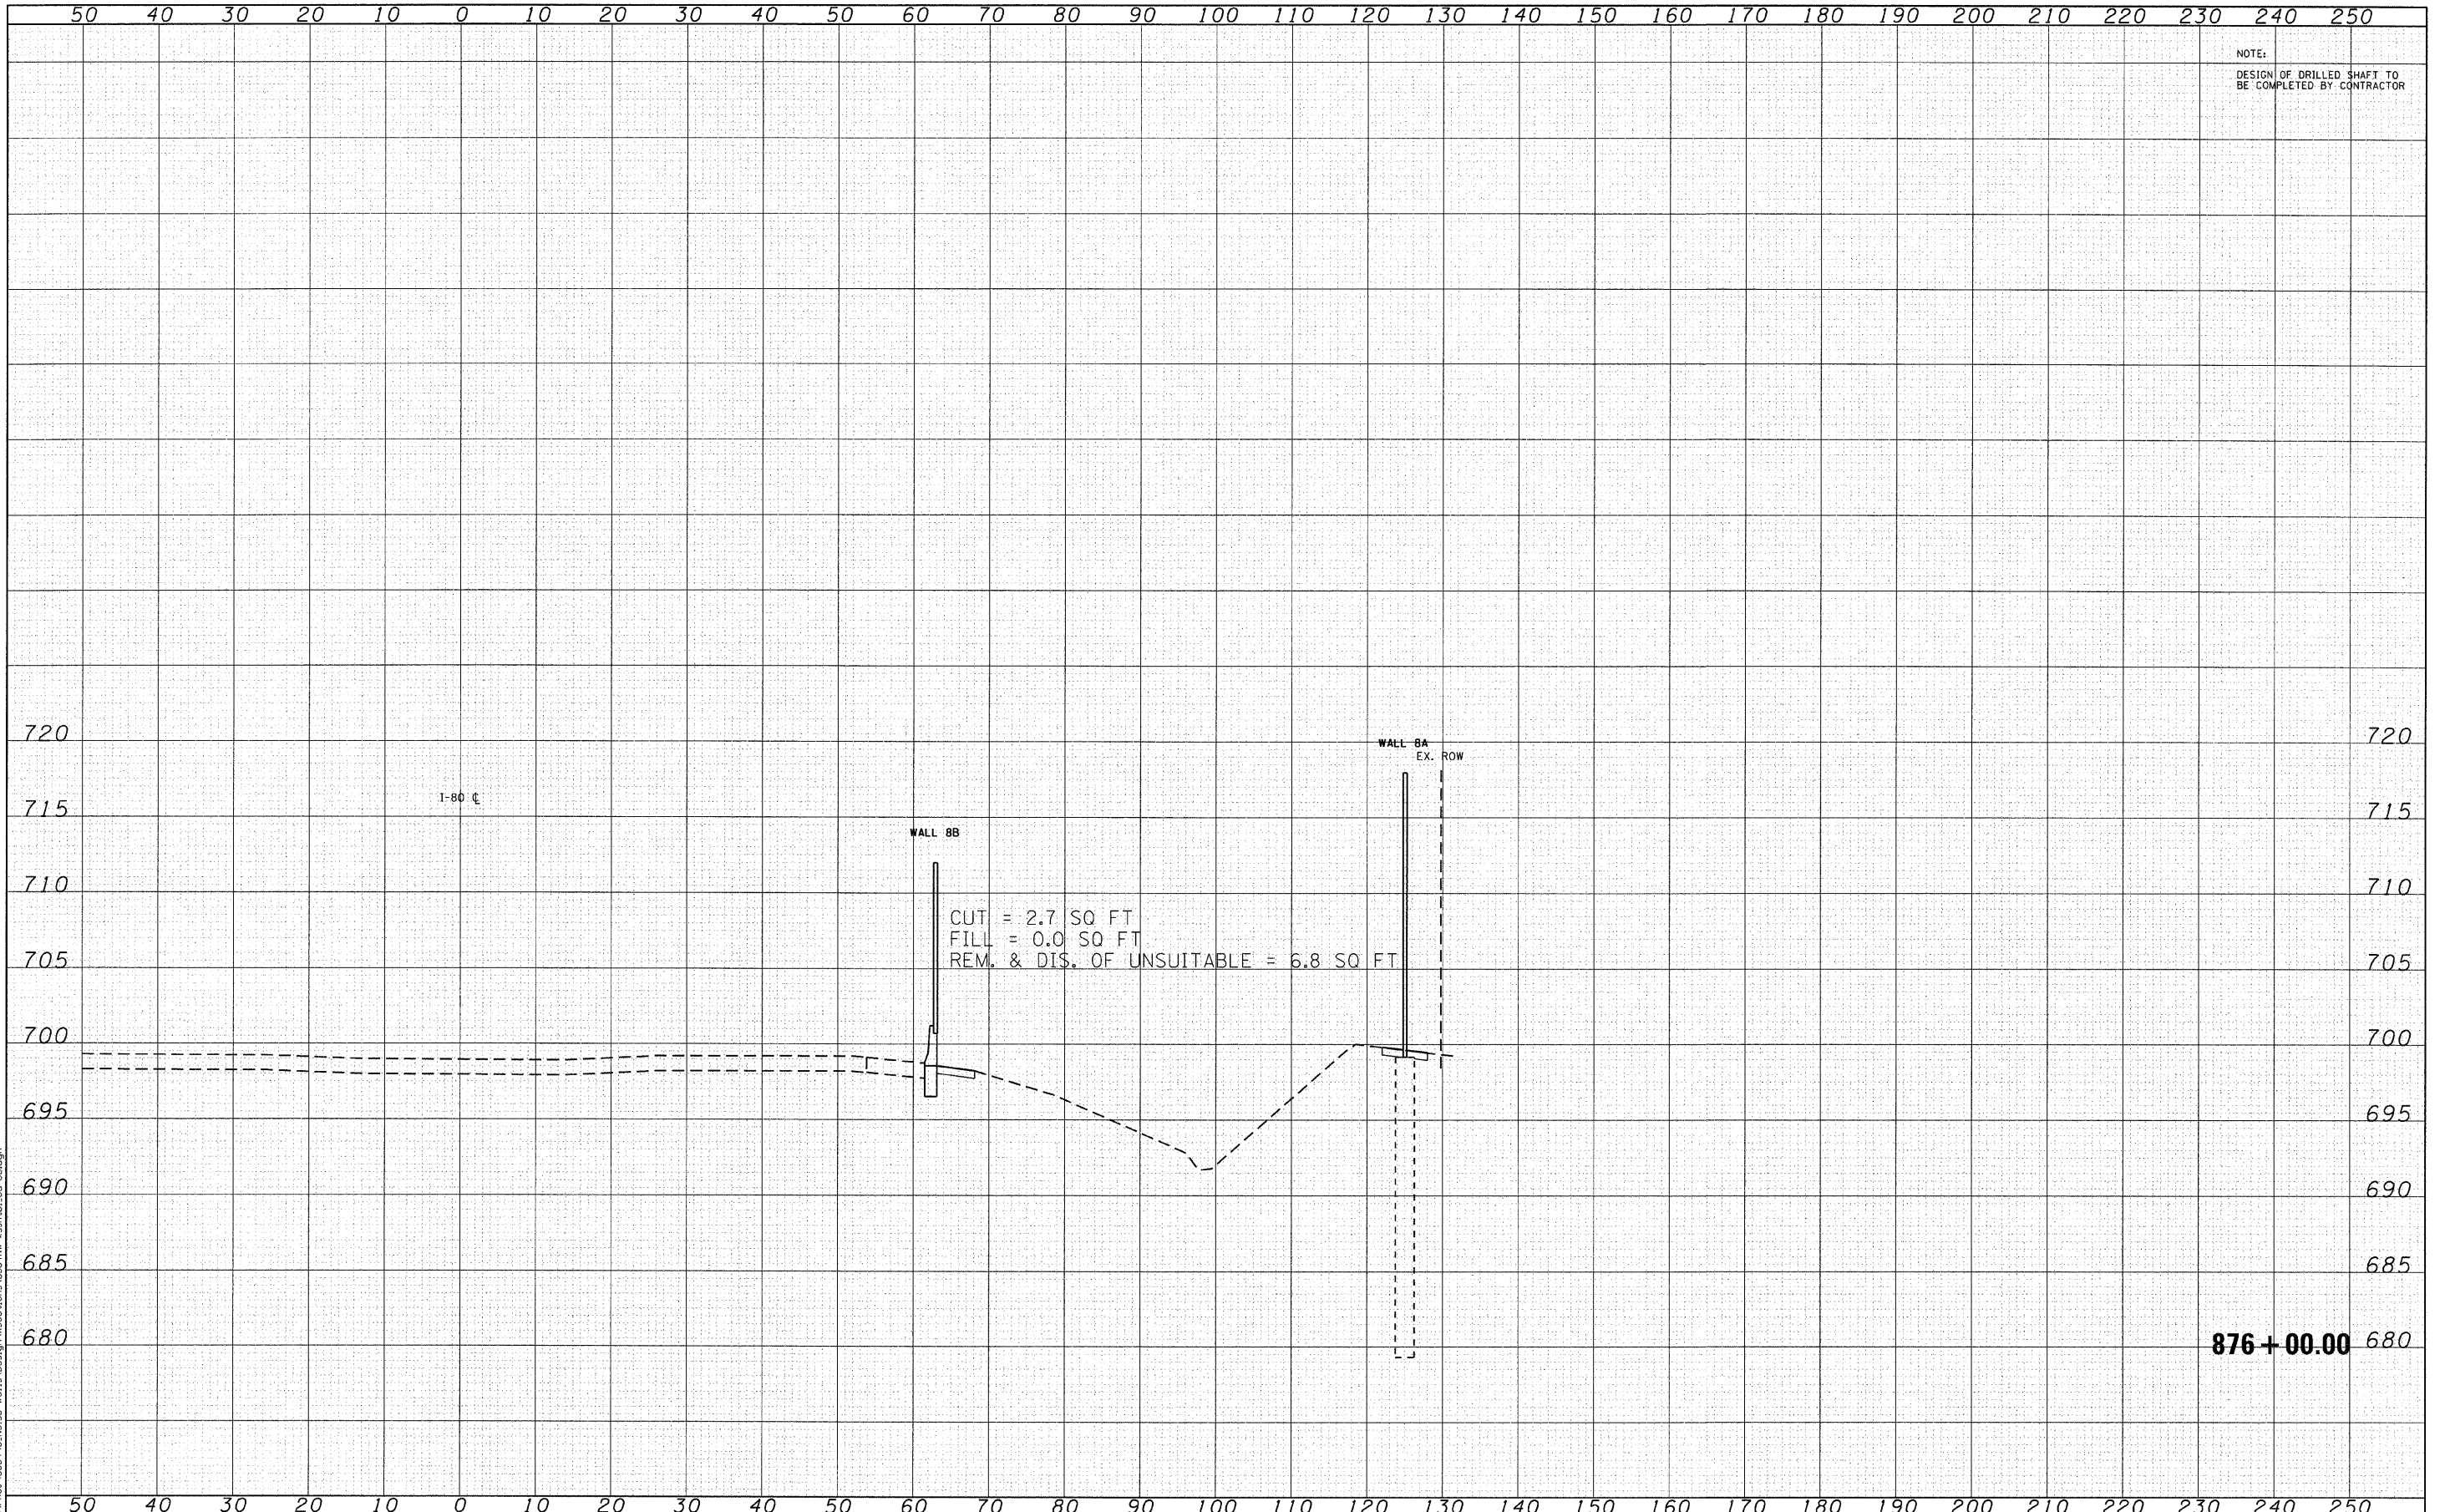 50 40 30 20 10 0 10 20 30 40 50 60 70 80 90 100 110 120 130 140 150 160 170 180 190 200 210 220 230 240 250
NOTE:
DESIGN OF DRILLED SHAFT TO
BE COMPLETED BY CONTRACTOR
720 720
WALL 8A
EX. ROW
I-80 ℄
715 715
WALL 8B
710 710
CUT = 2.7 SQ FT
FILL = 0.0 SQ FT
REM. & DIS. OF UNSUITABLE = 6.8 SQ FT
705 705
700 700
695 695
690 690
685 685
680 876+00.00 680
50 40 30 20 10 0 10 20 30 40 50 60 70 80 90 100 110 120 130 140 150 160 170 180 190 200 210 220 230 240 250